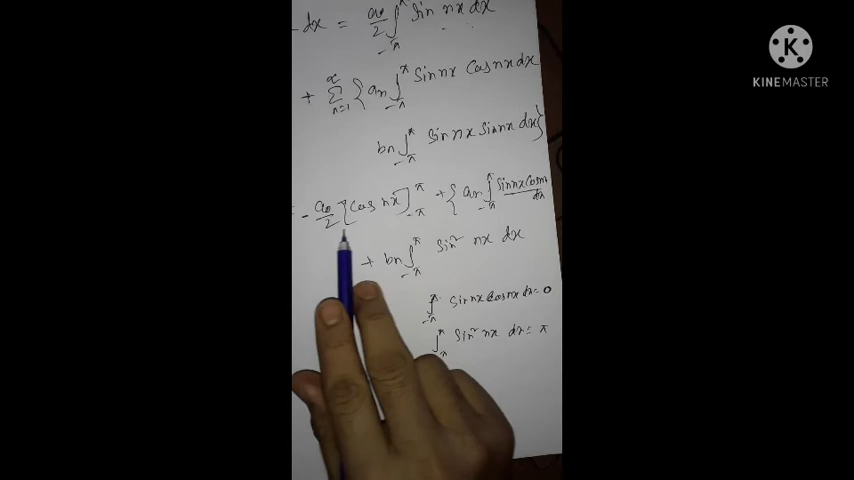 dx = a₀/2 ∫_{-π}^{π} Sin nx dx
+ ∑_{n=1}^{∞} { an ∫_{-π}^{π} Sin nx Cos nx dx
bn ∫_{-π}^{π} Sin nx Sin nx dx }
= - a₀/2 [Cos nx]_{-π}^{π} + { an ∫_{-π}^{π} Sin nx Cos nx dx
+ bn ∫_{-π}^{π} Sin² nx dx
∫_{-π}^{π} Sin nx Cos nx dx = 0
∫_{-π}^{π} Sin² nx dx = π
K
KINEMASTER